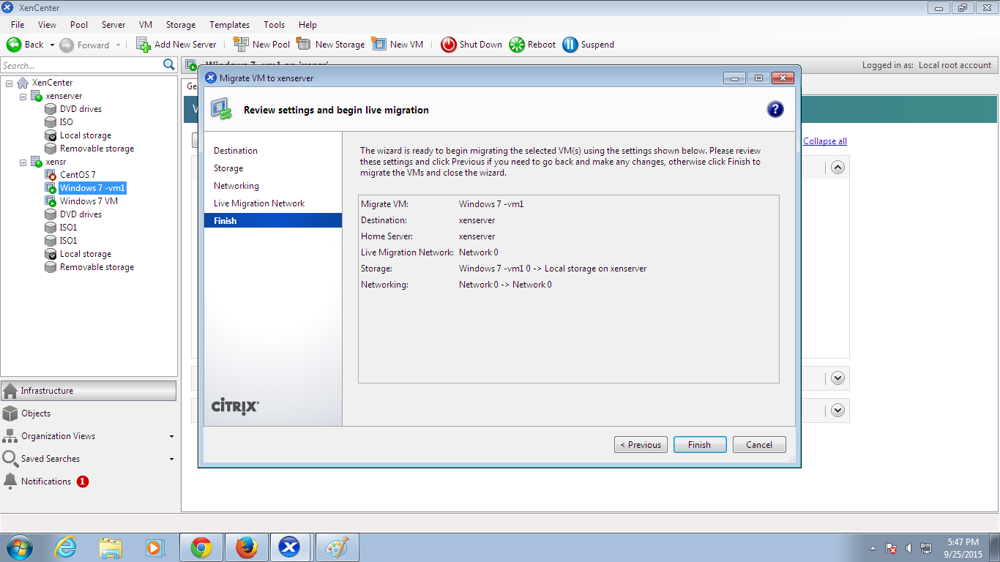 XenCenter
File View Pool Server VM Storage Templates Tools Help
Back Forward Add New Server New Pool New Storage New VM Shut Down Reboot Suspend
Search...
Windows 7 -vm1 on 'xensr'
Logged in as: Local root account
XenCenter
xenserver
DVD drives
ISO
Local storage
Removable storage
xensr
CentOS 7
Windows 7 -vm1
Windows 7 VM
DVD drives
ISO1
ISO1
Local storage
Removable storage
Infrastructure
Objects
Organization Views
Saved Searches
Notifications 1
Collapse all
Migrate VM to xenserver
Review settings and begin live migration
?
Destination
Storage
Networking
Live Migration Network
Finish
CITRIX
The wizard is ready to begin migrating the selected VM(s) using the settings shown below. Please review
these settings and click Previous if you need to go back and make any changes, otherwise click Finish to
migrate the VMs and close the wizard.
Migrate VM: Windows 7 -vm1
Destination: xenserver
Home Server: xenserver
Live Migration Network: Network 0
Storage: Windows 7 -vm1 0 -> Local storage on xenserver
Networking: Network 0 -> Network 0
< Previous Finish Cancel
5:47 PM
9/25/2015